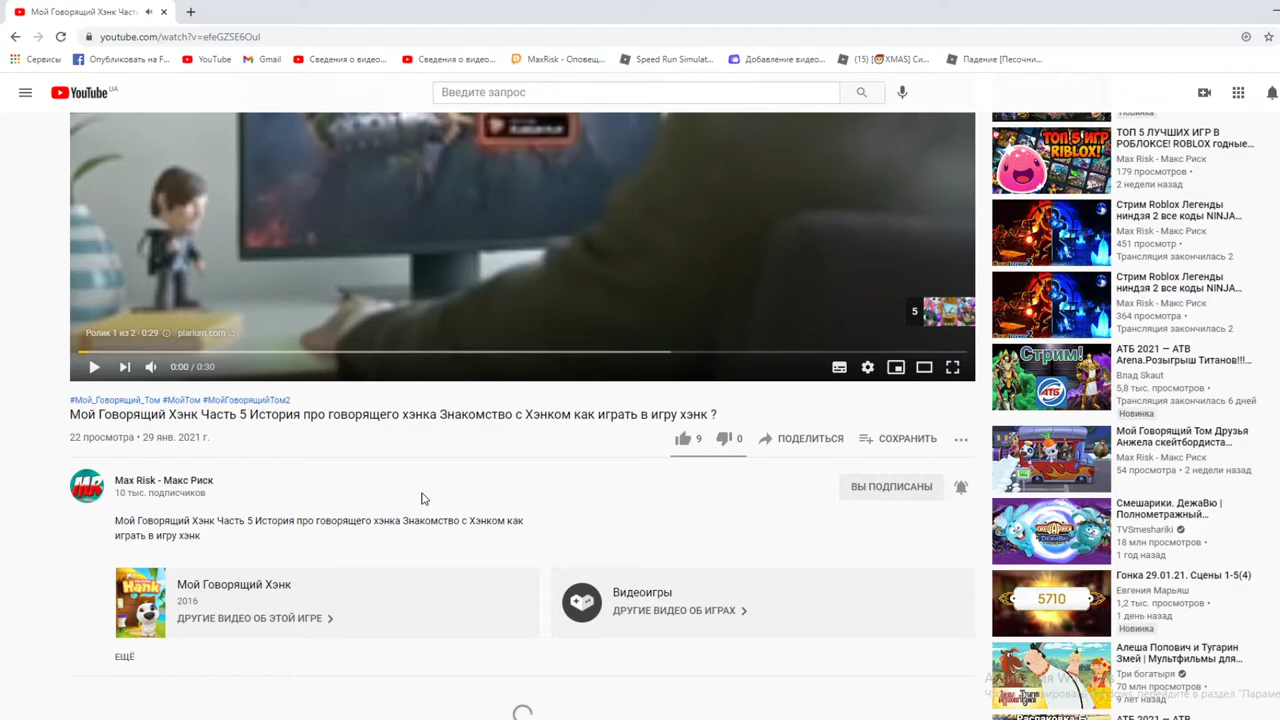 Мой Говорящий Хэнк Част
youtube.com/watch?v=efeGZSE6OuI
Сервисы
Опубликовать на F...
YouTube
Gmail
Сведения о видео...
Сведения о видео...
MaxRisk - Оповещ...
Speed Run Simulat...
Добавление видео...
(15) [XMAS] Си...
Падение [Песочни...
YouTube UA
Введите запрос
Ролик 1 из 2 · 0:29
plarium.com
5
0:00 / 0:30
#Мой_Говорящий_Том #МойТом #МойГоворящийТом2
Мой Говорящий Хэнк Часть 5 История про говорящего хэнка Знакомство с Хэнком как играть в игру хэнк ?
22 просмотра • 29 янв. 2021 г.
9
0
ПОДЕЛИТЬСЯ
СОХРАНИТЬ
MR
Max Risk - Макс Риск
10 тыс. подписчиков
ВЫ ПОДПИСАНЫ
Мой Говорящий Хэнк Часть 5 История про говорящего хэнка Знакомство с Хэнком как
играть в игру хэнк
Hank
Мой Говорящий Хэнк
2016
ДРУГИЕ ВИДЕО ОБ ЭТОЙ ИГРЕ
Видеоигры
ДРУГИЕ ВИДЕО ОБ ИГРАХ
ЕЩЁ
Новинка
ТОП 5 ИГР В
RIBLOX!
ТОП 5 ЛУЧШИХ ИГР В
РОБЛОКСЕ! ROBLOX годные...
Max Risk - Макс Риск
179 просмотров •
2 недели назад
Стрим Roblox Легенды
ниндзя 2 все коды NINJA...
Max Risk - Макс Риск
451 просмотр •
Трансляция закончилась 2
Стрим Roblox Легенды
ниндзя 2 все коды NINJA...
Max Risk - Макс Риск
364 просмотра •
Трансляция закончилась 2
Стрим!
АТБ
АТБ 2021 — ATB
Arena.Розыгрыш Титанов!!!...
Влад Skaut
5,8 тыс. просмотров •
Трансляция закончилась 6 дней
Новинка
Мой Говорящий Том Друзья
Анжела скейтбордиста...
Max Risk - Макс Риск
54 просмотра • 2 недели назад
Смешарики. ДежаВю |
Полнометражный...
TVSmeshariki
18 млн просмотров •
1 год назад
5710
Гонка 29.01.21. Сцены 1-5(4)
Евгения Марьяш
1,2 тыс. просмотров •
1 день назад
Новинка
Алеша Попович и Тугарин
Змей | Мультфильмы для...
Три богатыря
70 млн просмотров •
9 лет назад
АТБ 2021 — ATB